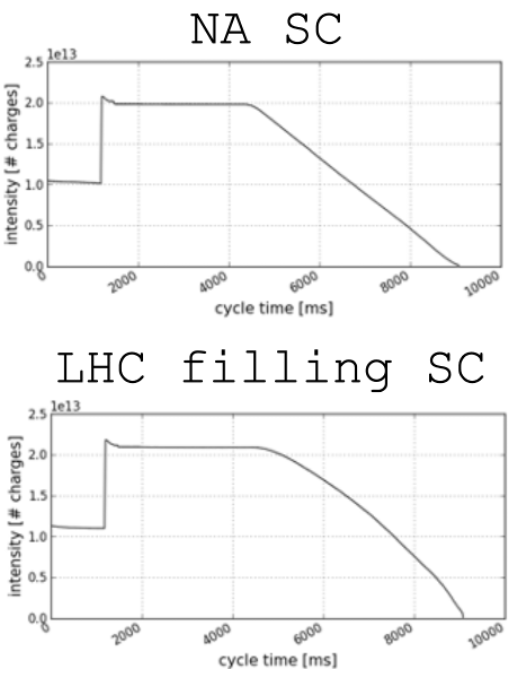 NA SC
1e13
2.5
2.0
1.5
1.0
0.5
0.0
intensity [# charges]
0 2000 4000 6000 8000 10000
cycle time [ms]
LHC filling SC
1e13
2.5
2.0
1.5
1.0
0.5
0.0
intensity [# charges]
0 2000 4000 6000 8000 10000
cycle time [ms]